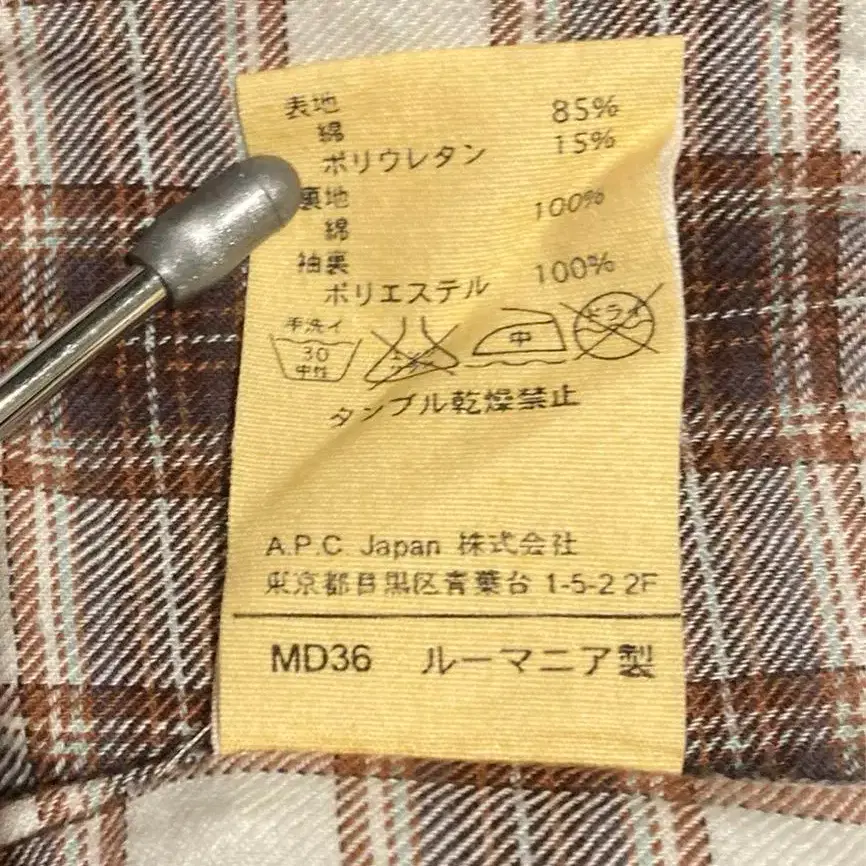 表地
綿 85%
ポリウレタン 15%
裏地
綿 100%
袖裏
ポリエステル 100%
手洗イ
30 中 ドライ
中性
タンブル乾燥禁止
A.P.C Japan 株式会社
東京都目黒区青葉台 1-5-2 2F
MD36 ルーマニア製